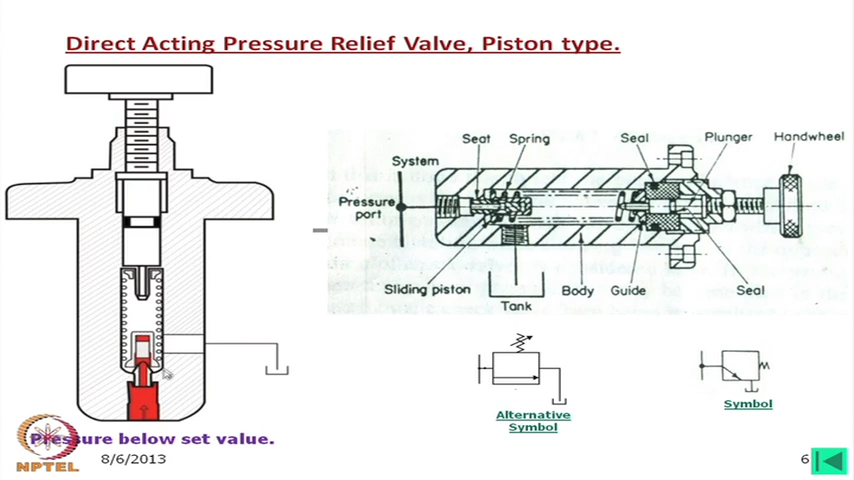 Direct Acting Pressure Relief Valve, Piston type.
Seat
Spring
Seal
Plunger
Handwheel
System
Pressure
port
Sliding piston
Tank
Body
Guide
Seal
Alternative
Symbol
Symbol
Pressure below set value.
NPTEL
8/6/2013
6